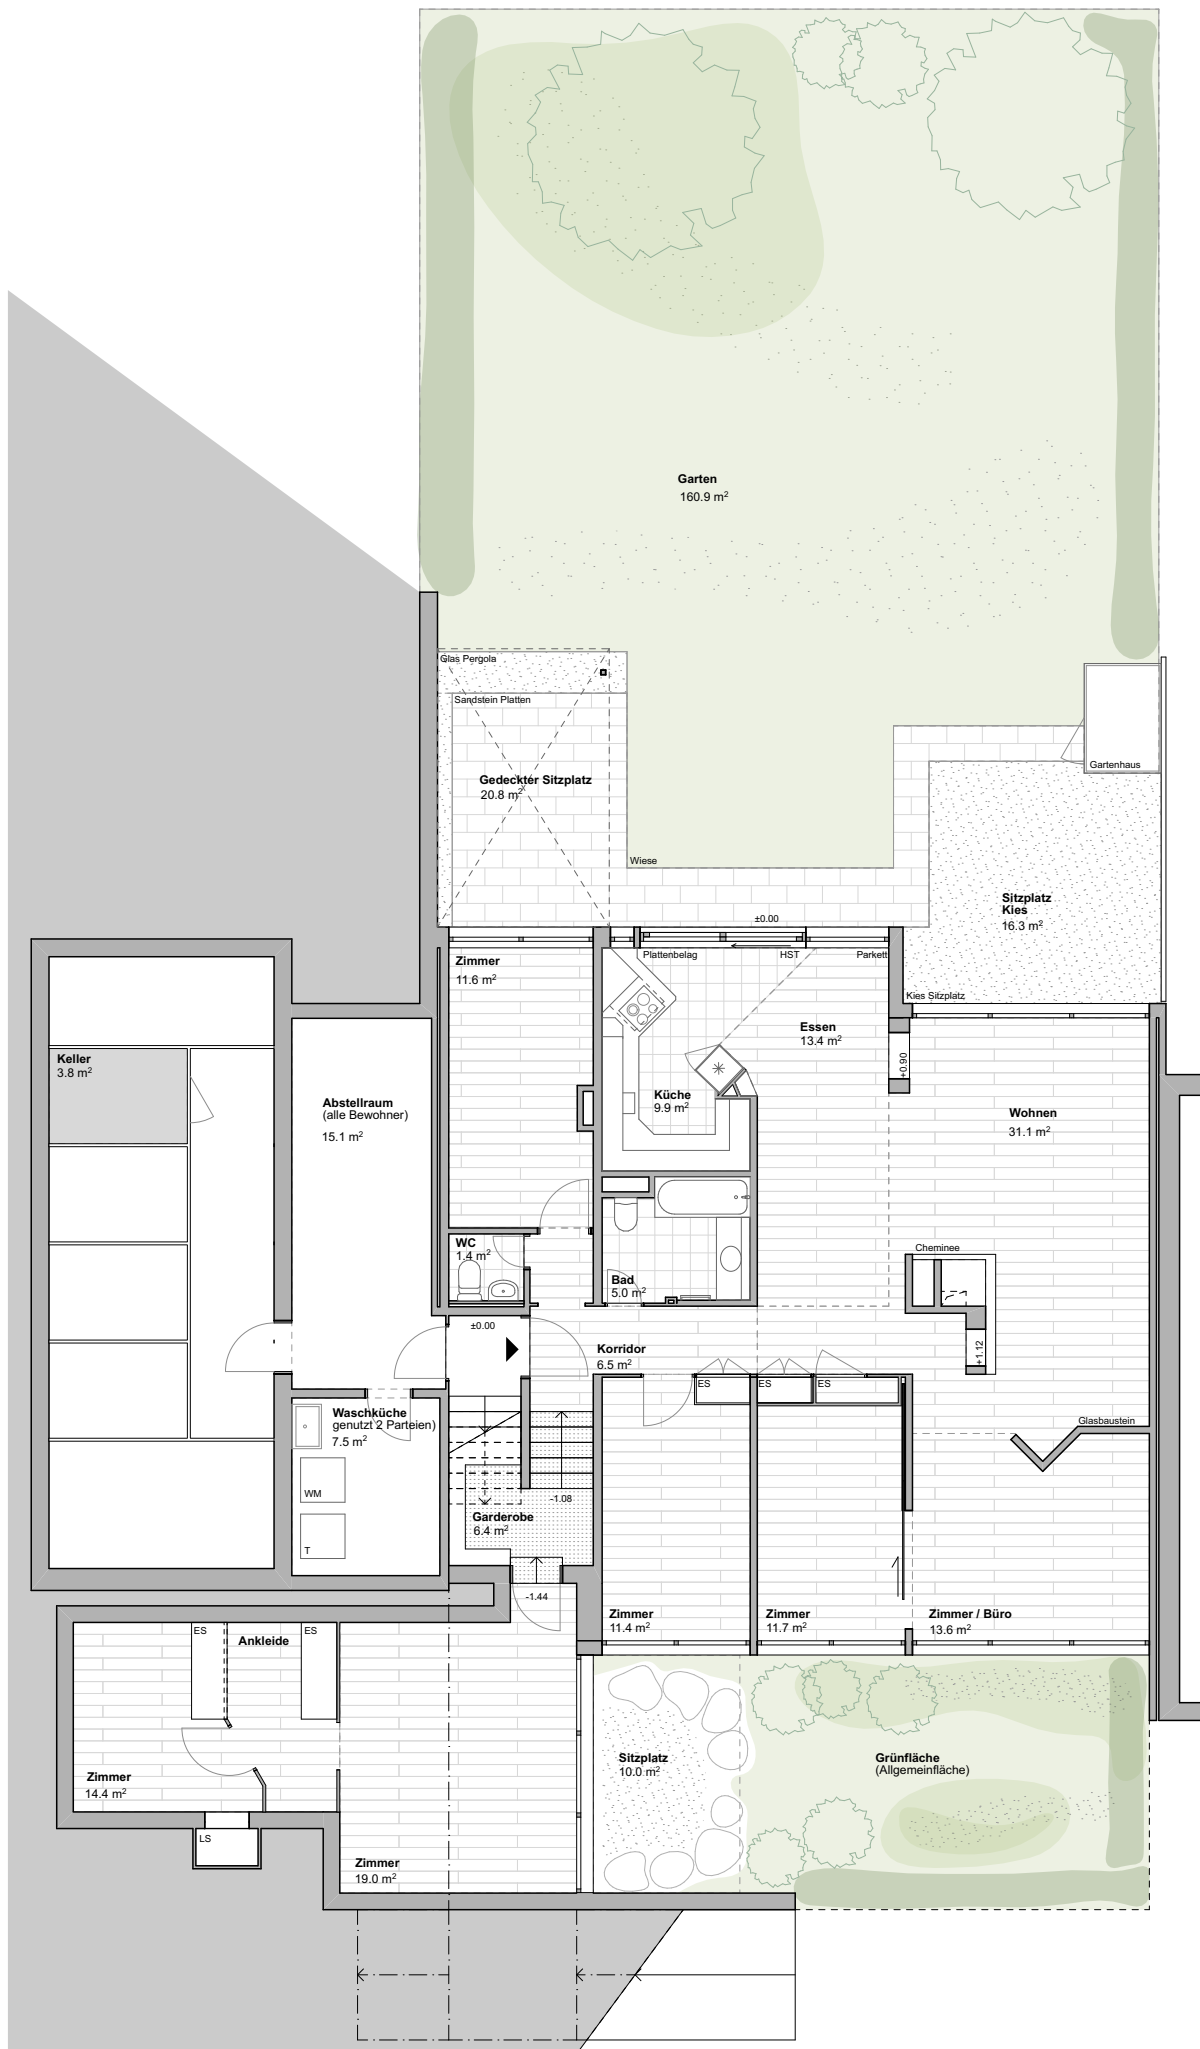 Garten
160.9 m²
Glas Pergola
Sandstein Platten
Gedeckter Sitzplatz
20.8 m²
Gartenhaus
Wiese
Sitzplatz
Kies
16.3 m²
±0.00
Plattenbelag
HST
Parkett
Kies Sitzplatz
Zimmer
11.6 m²
Essen
13.4 m²
+0.90
Keller
3.8 m²
Abstellraum
(alle Bewohner)
15.1 m²
Küche
9.9 m²
Wohnen
31.1 m²
WC
1.4 m²
Cheminee
Bad
5.0 m²
±0.00
Korridor
6.5 m²
+1.12
ES
ES
ES
Waschküche
genutzt 2 Parteien)
7.5 m²
Glasbaustein
WM
T
-1.08
Garderobe
6.4 m²
-1.44
Zimmer
11.4 m²
Zimmer
11.7 m²
Zimmer / Büro
13.6 m²
ES
Ankleide
ES
Sitzplatz
10.0 m²
Grünfläche
(Allgemeinfläche)
Zimmer
14.4 m²
LS
Zimmer
19.0 m²